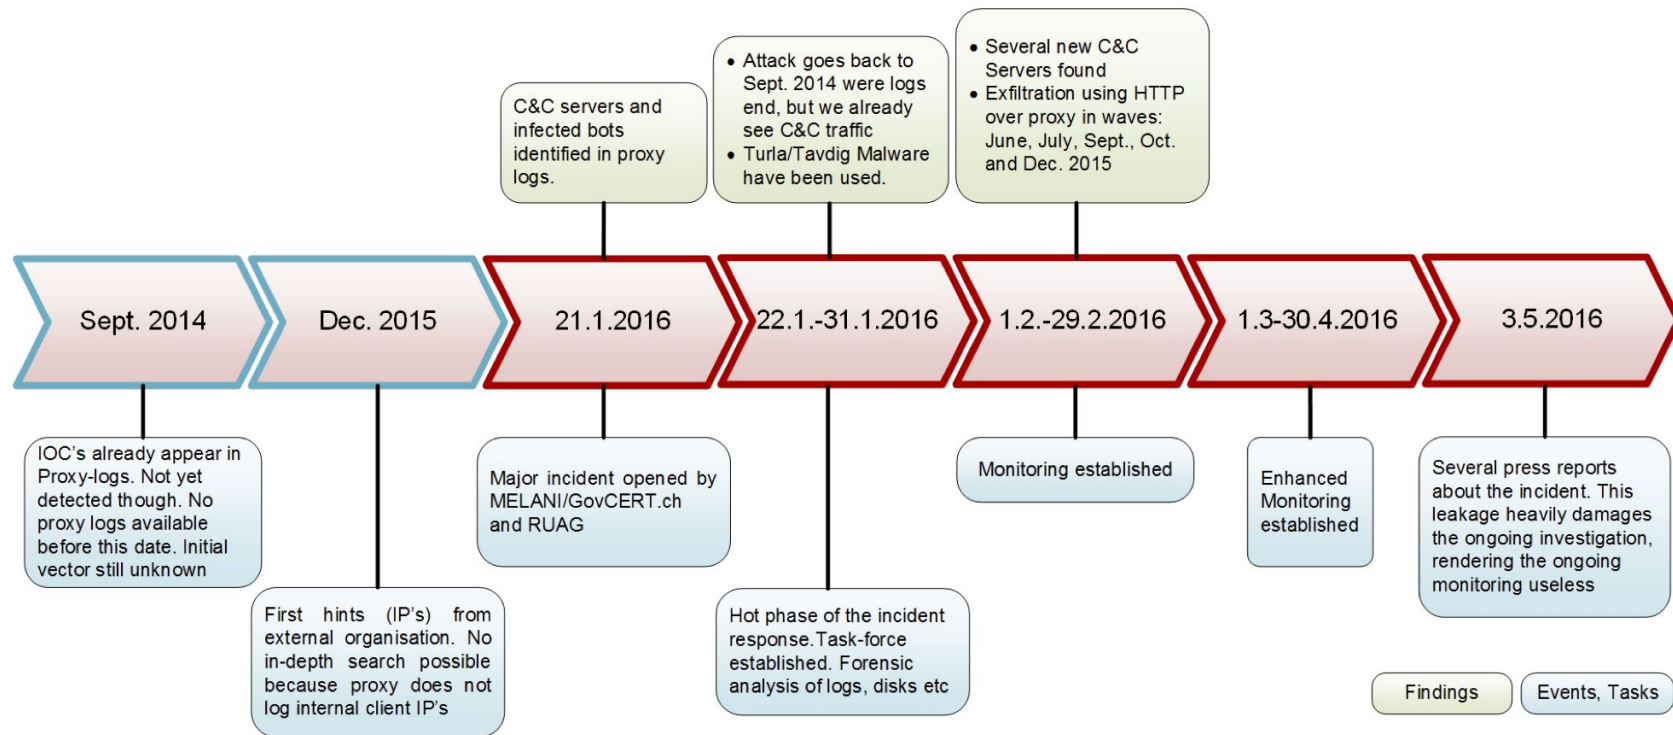 C&C servers and
infected bots
identified in proxy
logs.
• Attack goes back to
Sept. 2014 were logs
end, but we already
see C&C traffic
• Turla/Tavdig Malware
have been used.
• Several new C&C
Servers found
• Exfiltration using HTTP
over proxy in waves:
June, July, Sept., Oct.
and Dec. 2015
Sept. 2014
Dec. 2015
21.1.2016
22.1.-31.1.2016
1.2.-29.2.2016
1.3-30.4.2016
3.5.2016
IOC's already appear in
Proxy-logs. Not yet
detected though. No
proxy logs available
before this date. Initial
vector still unknown
First hints (IP's) from
external organisation. No
in-depth search possible
because proxy does not
log internal client IP's
Major incident opened by
MELANI/GovCERT.ch
and RUAG
Hot phase of the incident
response.Task-force
established. Forensic
analysis of logs, disks etc
Monitoring established
Enhanced
Monitoring
established
Several press reports
about the incident. This
leakage heavily damages
the ongoing investigation,
rendering the ongoing
monitoring useless
Findings
Events, Tasks